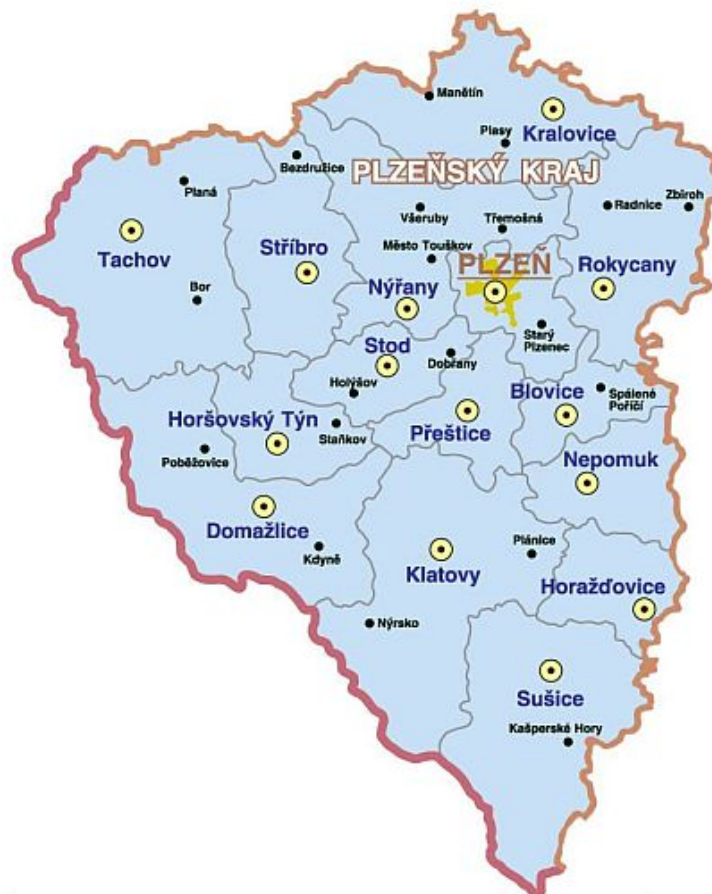 Manětín
Kralovice
Plasy
Bezdružice
PLZEŇSKÝ KRAJ
Planá
Všeruby
Třemošná
Radnice
Zbiroh
Tachov
Stříbro
Město Touškov
PLZEŇ
Rokycany
Bor
Nýřany
Starý
Plzenec
Stod
Dobřany
Holýšov
Blovice
Spálené
Poříčí
Horšovský Týn
Staňkov
Přeštice
Poběžovice
Nepomuk
Domažlice
Kdyně
Klatovy
Plánice
Horažďovice
Nýrsko
Sušice
Kašperské Hory